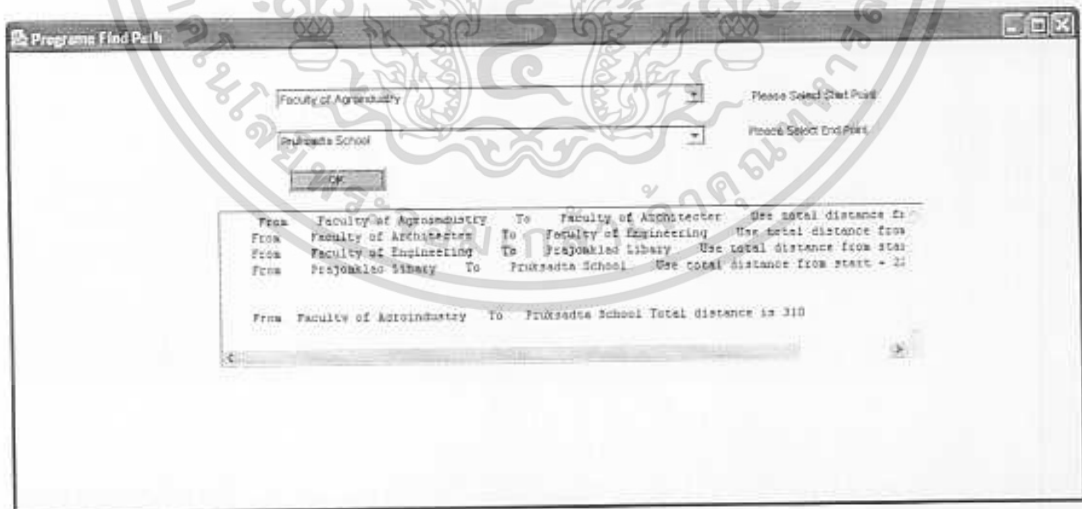 Programe Find Path
Faculty of Agroindustry
Please Select Start Point
Pruksadta School
Please Select End Point
OK
From Faculty of Agroindustry To Faculty of Architecter Use total distance fr
From Faculty of Architecter To Faculty of Engineering Use total distance from
From Faculty of Engineering To Prajomklao Libary Use total distance from star
From Prajomklao Libary To Pruksadta School Use total distance from start =
From Faculty of Agroindustry To Pruksadta School Total distance is 310